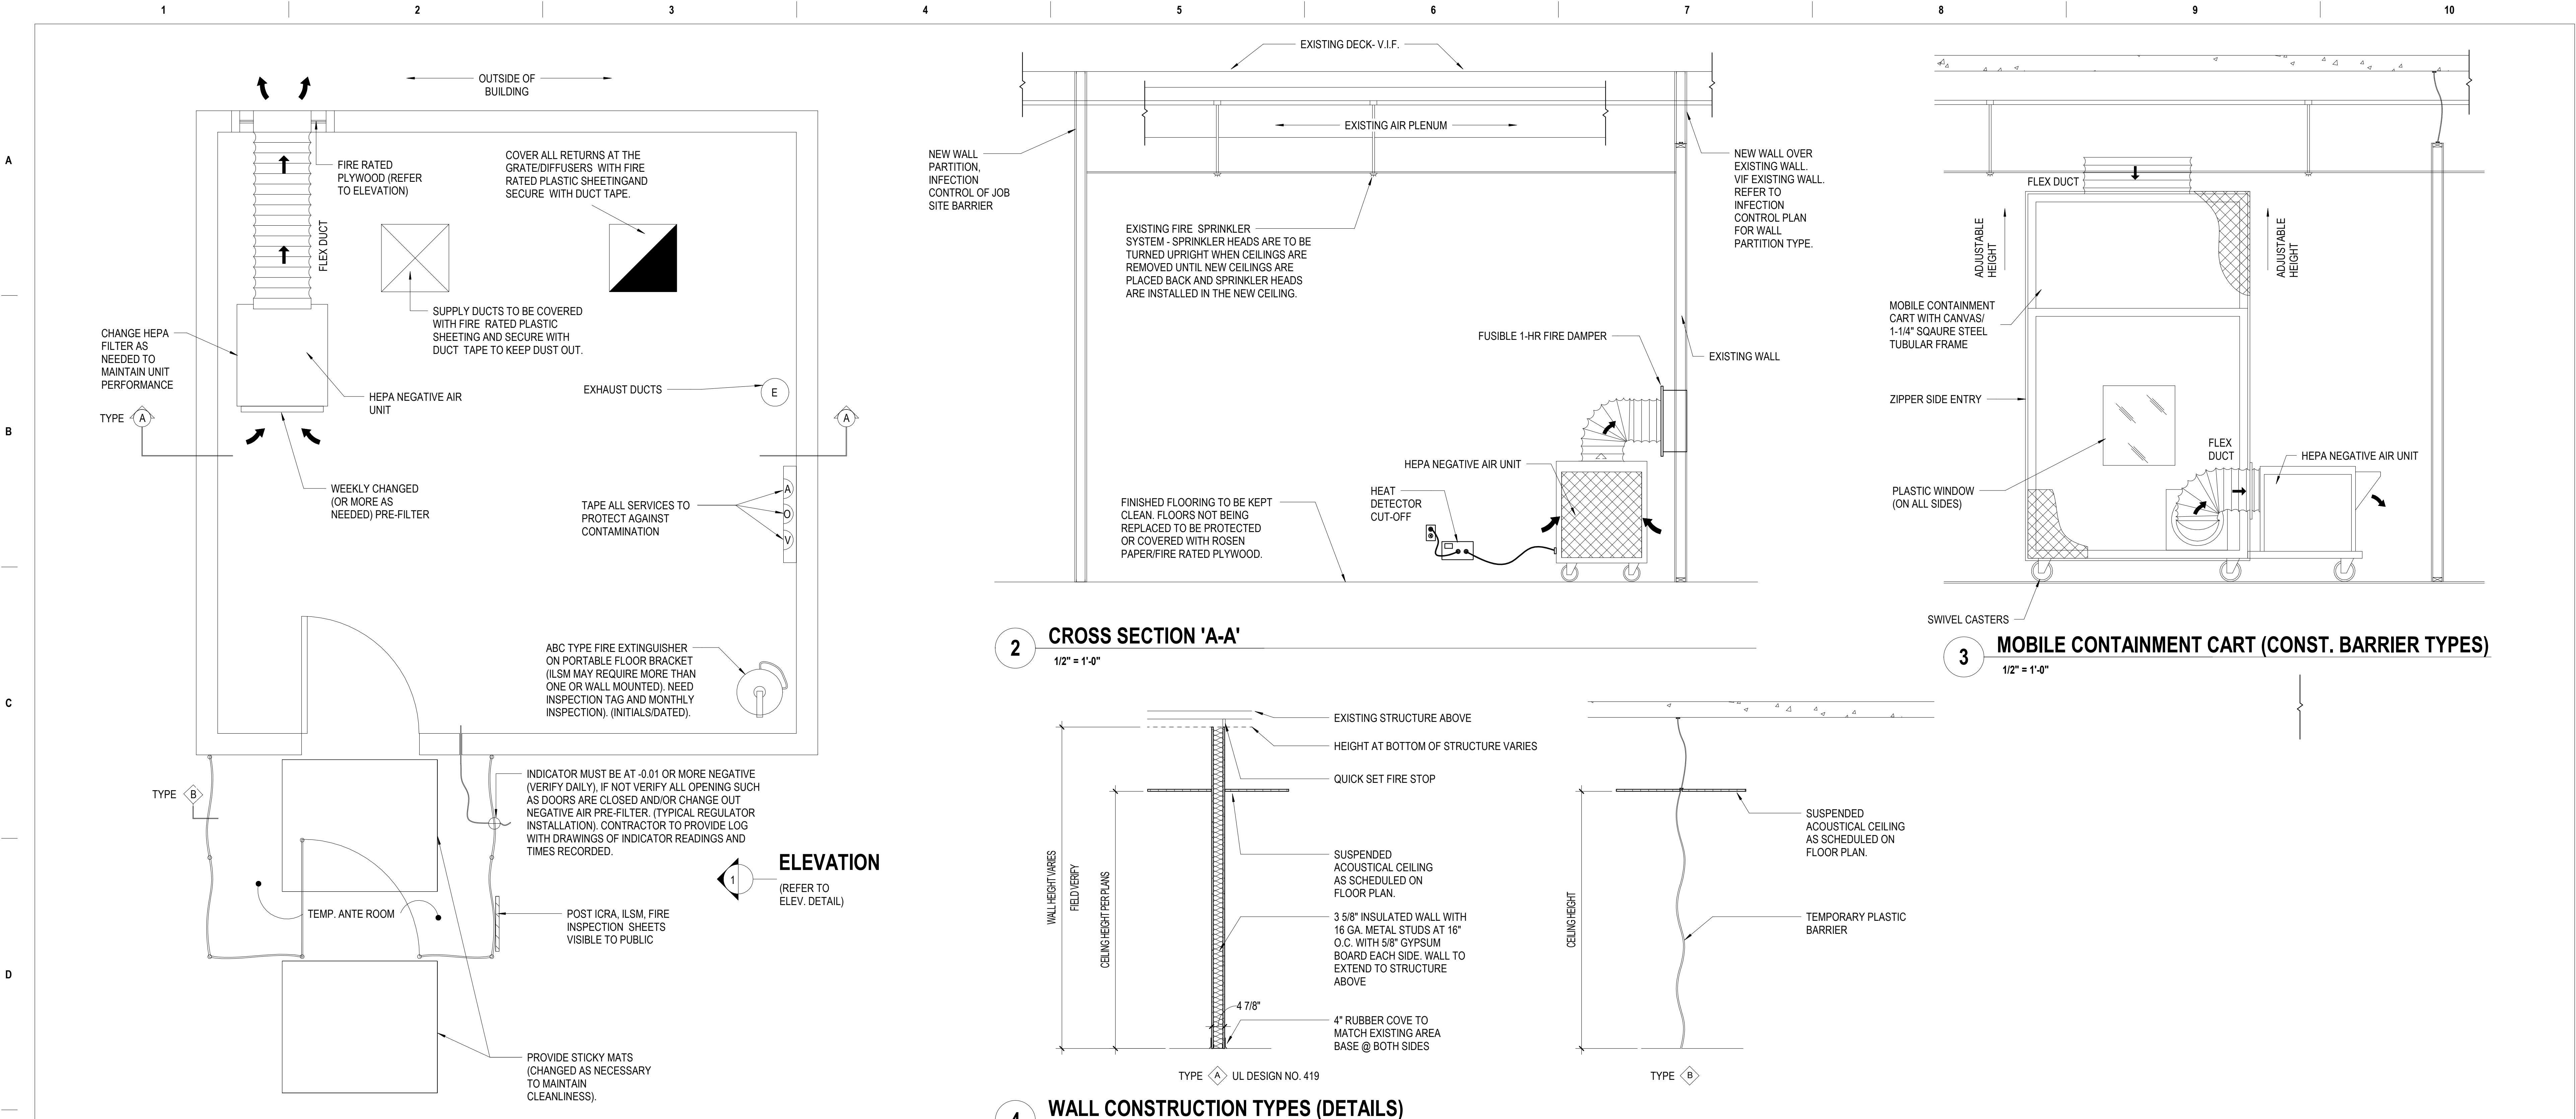 1
2
3
4
5
6
7
8
9
10
A
B
C
D
OUTSIDE OF
BUILDING
FIRE RATED
PLYWOOD (REFER
TO ELEVATION)
COVER ALL RETURNS AT THE
GRATE/DIFFUSERS WITH FIRE
RATED PLASTIC SHEETINGAND
SECURE WITH DUCT TAPE.
FLEX DUCT
SUPPLY DUCTS TO BE COVERED
WITH FIRE RATED PLASTIC
SHEETING AND SECURE WITH
DUCT TAPE TO KEEP DUST OUT.
CHANGE HEPA
FILTER AS
NEEDED TO
MAINTAIN UNIT
PERFORMANCE
HEPA NEGATIVE AIR
UNIT
EXHAUST DUCTS
E
TYPE A
A
WEEKLY CHANGED
(OR MORE AS
NEEDED) PRE-FILTER
TAPE ALL SERVICES TO
PROTECT AGAINST
CONTAMINATION
A
O
V
ABC TYPE FIRE EXTINGUISHER
ON PORTABLE FLOOR BRACKET
(ILSM MAY REQUIRE MORE THAN
ONE OR WALL MOUNTED). NEED
INSPECTION TAG AND MONTHLY
INSPECTION). (INITIALS/DATED).
TYPE B
INDICATOR MUST BE AT -0.01 OR MORE NEGATIVE
(VERIFY DAILY), IF NOT VERIFY ALL OPENING SUCH
AS DOORS ARE CLOSED AND/OR CHANGE OUT
NEGATIVE AIR PRE-FILTER. (TYPICAL REGULATOR
INSTALLATION). CONTRACTOR TO PROVIDE LOG
WITH DRAWINGS OF INDICATOR READINGS AND
TIMES RECORDED.
1
ELEVATION
(REFER TO
ELEV. DETAIL)
TEMP. ANTE ROOM
POST ICRA, ILSM, FIRE
INSPECTION SHEETS
VISIBLE TO PUBLIC
PROVIDE STICKY MATS
(CHANGED AS NECESSARY
TO MAINTAIN
CLEANLINESS).
EXISTING DECK- V.I.F.
EXISTING AIR PLENUM
NEW WALL
PARTITION,
INFECTION
CONTROL OF JOB
SITE BARRIER
NEW WALL OVER
EXISTING WALL.
VIF EXISTING WALL.
REFER TO
INFECTION
CONTROL PLAN
FOR WALL
PARTITION TYPE.
EXISTING FIRE SPRINKLER
SYSTEM - SPRINKLER HEADS ARE TO BE
TURNED UPRIGHT WHEN CEILINGS ARE
REMOVED UNTIL NEW CEILINGS ARE
PLACED BACK AND SPRINKLER HEADS
ARE INSTALLED IN THE NEW CEILING.
FUSIBLE 1-HR FIRE DAMPER
EXISTING WALL
HEPA NEGATIVE AIR UNIT
HEAT
DETECTOR
CUT-OFF
FINISHED FLOORING TO BE KEPT
CLEAN. FLOORS NOT BEING
REPLACED TO BE PROTECTED
OR COVERED WITH ROSEN
PAPER/FIRE RATED PLYWOOD.
2
CROSS SECTION 'A-A'
1/2" = 1'-0"
FLEX DUCT
ADJUSTABLE
HEIGHT
ADJUSTABLE
HEIGHT
MOBILE CONTAINMENT
CART WITH CANVAS/
1-1/4" SQAURE STEEL
TUBULAR FRAME
ZIPPER SIDE ENTRY
FLEX
DUCT
HEPA NEGATIVE AIR UNIT
PLASTIC WINDOW
(ON ALL SIDES)
SWIVEL CASTERS
3
MOBILE CONTAINMENT CART (CONST. BARRIER TYPES)
1/2" = 1'-0"
EXISTING STRUCTURE ABOVE
HEIGHT AT BOTTOM OF STRUCTURE VARIES
QUICK SET FIRE STOP
WALL HEIGHT VARIES
FIELD VERIFY
CEILING HEIGHT PER PLANS
SUSPENDED
ACOUSTICAL CEILING
AS SCHEDULED ON
FLOOR PLAN.
3 5/8" INSULATED WALL WITH
16 GA. METAL STUDS AT 16"
O.C. WITH 5/8" GYPSUM
BOARD EACH SIDE. WALL TO
EXTEND TO STRUCTURE
ABOVE
4 7/8"
4" RUBBER COVE TO
MATCH EXISTING AREA
BASE @ BOTH SIDES
TYPE A UL DESIGN NO. 419
CEILING HEIGHT
SUSPENDED
ACOUSTICAL CEILING
AS SCHEDULED ON
FLOOR PLAN.
TEMPORARY PLASTIC
BARRIER
TYPE B
4
WALL CONSTRUCTION TYPES (DETAILS)